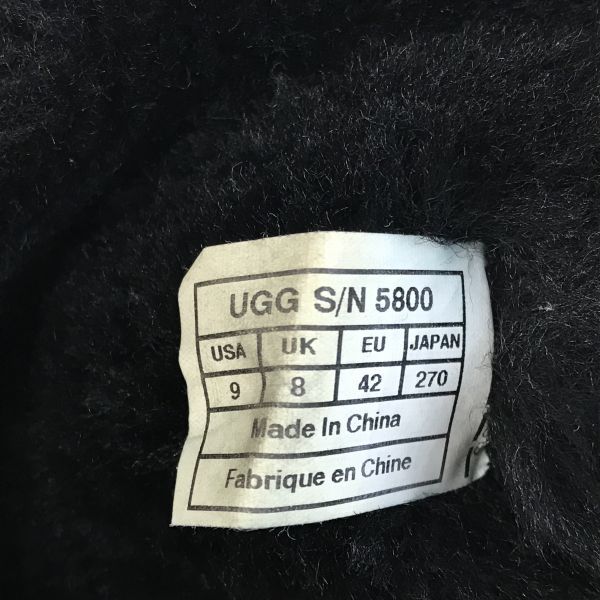 UGG S/N 5800
USA UK EU JAPAN
9 8 42 270
Made In China
Fabrique en Chine